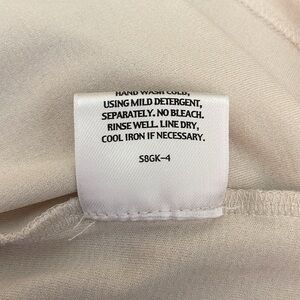 HAND WASH COLD,
USING MILD DETERGENT,
SEPARATELY. NO BLEACH.
RINSE WELL. LINE DRY,
COOL IRON IF NECESSARY.
S8GK-4